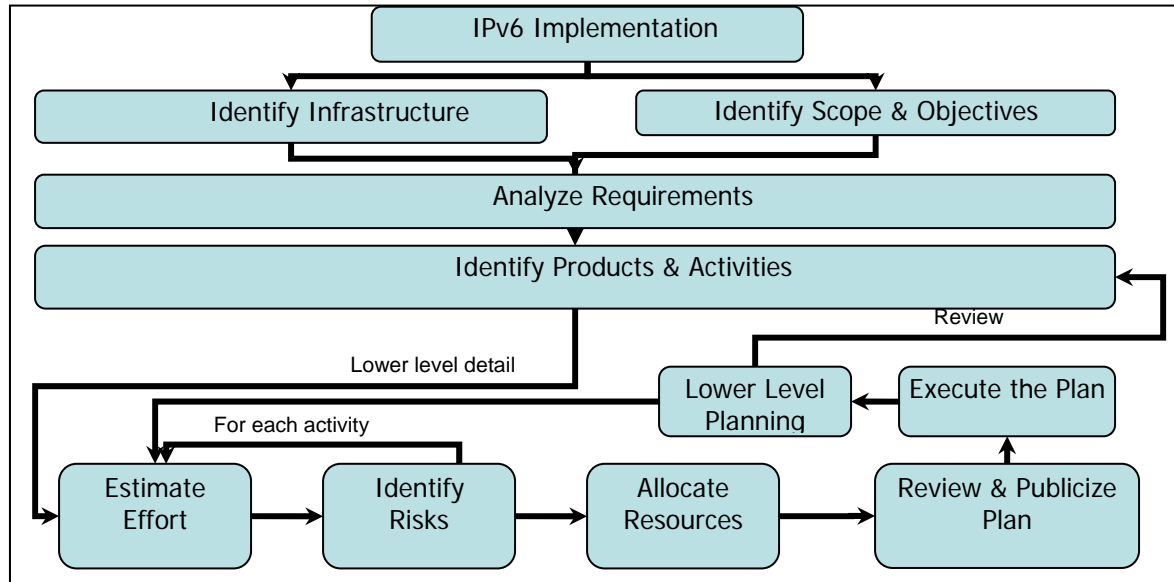 IPv6 Implementation
Identify Infrastructure
Identify Scope & Objectives
Analyze Requirements
Identify Products & Activities
Review
Lower level detail
Lower Level
Planning
Execute the Plan
For each activity
Estimate
Effort
Identify
Risks
Allocate
Resources
Review & Publicize
Plan